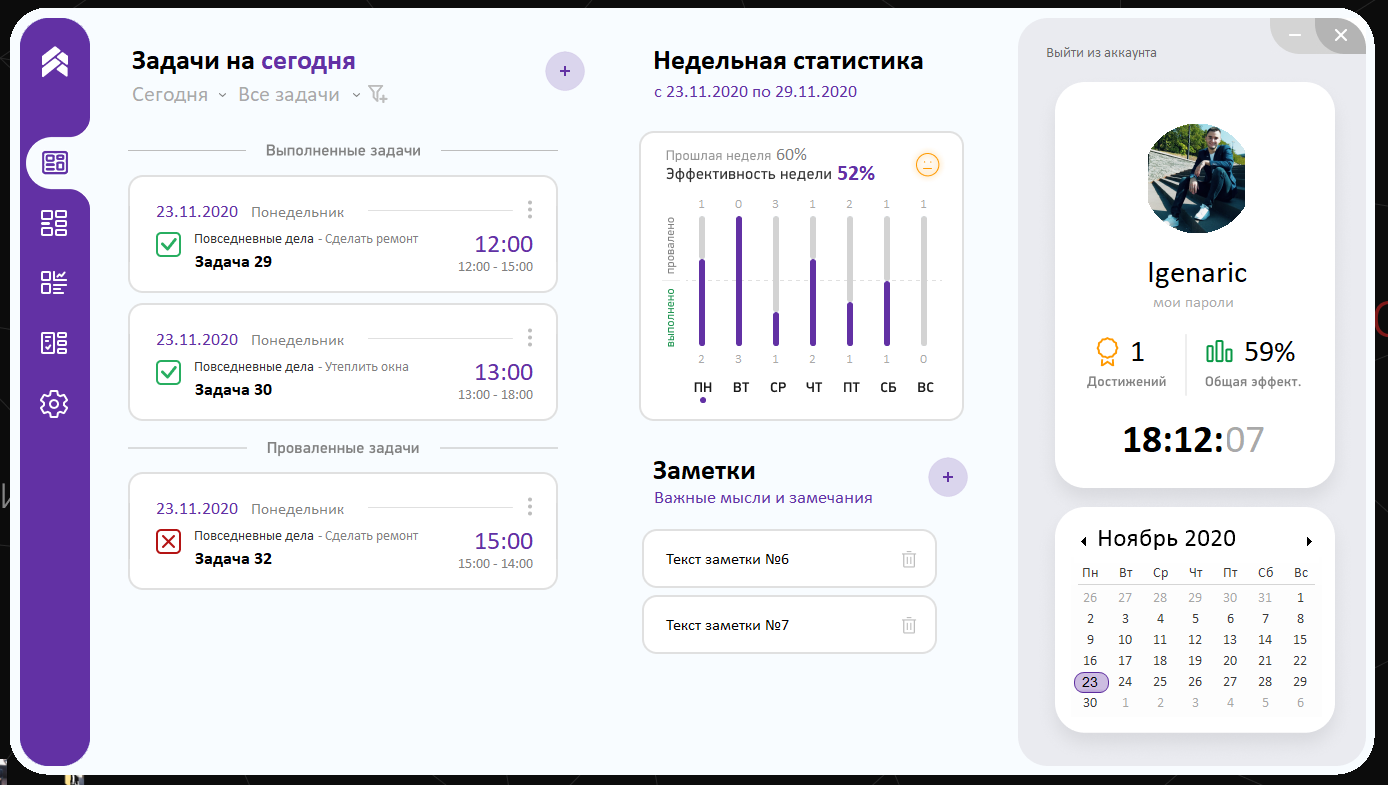 Задачи на сегодня
Сегодня Все задачи
Выполненные задачи
23.11.2020 Понедельник
Повседневные дела - Сделать ремонт
Задача 29
12:00
12:00 - 15:00
23.11.2020 Понедельник
Повседневные дела - Утеплить окна
Задача 30
13:00
13:00 - 18:00
Проваленные задачи
23.11.2020 Понедельник
Повседневные дела - Сделать ремонт
Задача 32
15:00
15:00 - 14:00
Недельная статистика
с 23.11.2020 по 29.11.2020
Прошлая неделя 60%
Эффективность недели 52%
1 0 3 1 2 1 1
провалено
выполнено
2 3 1 2 1 1 0
ПН ВТ СР ЧТ ПТ СБ ВС
Заметки
Важные мысли и замечания
Текст заметки №6
Текст заметки №7
Выйти из аккаунта
lgenaric
мои пароли
1
Достижений
59%
Общая эффект.
18:12:07
Ноябрь 2020
Пн Вт Ср Чт Пт Сб Вс
26 27 28 29 30 31 1
2 3 4 5 6 7 8
9 10 11 12 13 14 15
16 17 18 19 20 21 22
23 24 25 26 27 28 29
30 1 2 3 4 5 6